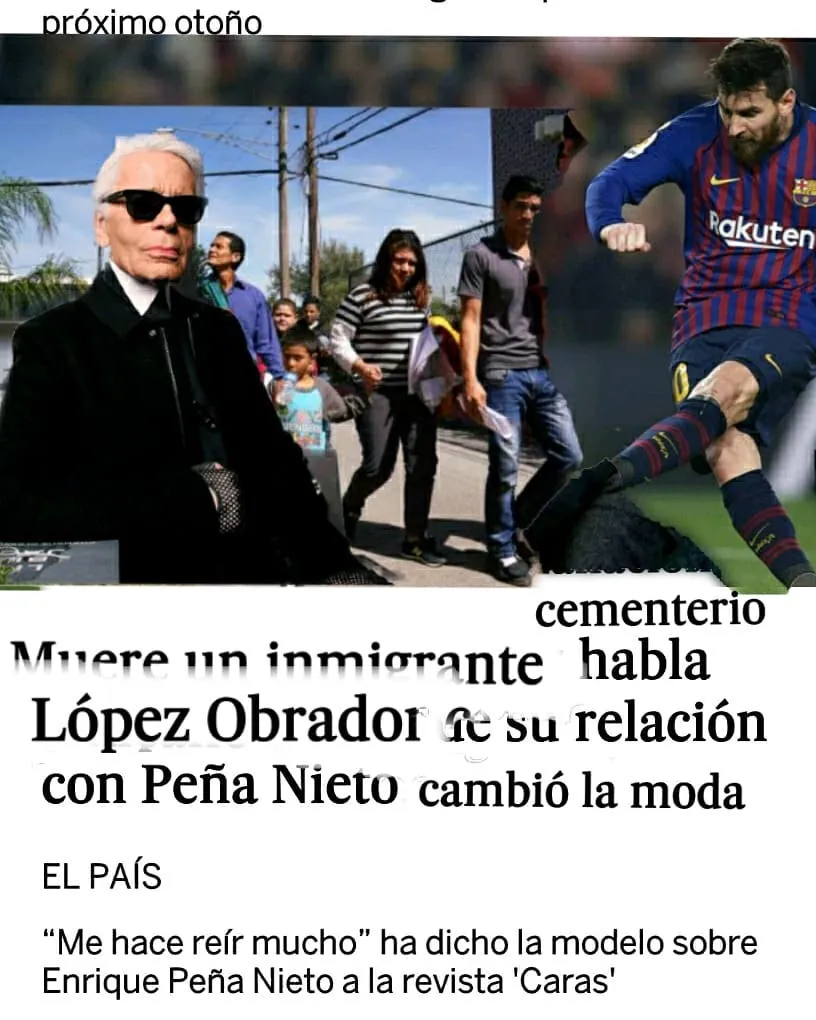 próximo otoño
Rakuten
cementerio
Muere un inmigrante habla
López Obrador de su relación
con Peña Nieto cambió la moda
EL PAÍS
“Me hace reír mucho” ha dicho la modelo sobre
Enrique Peña Nieto a la revista 'Caras'